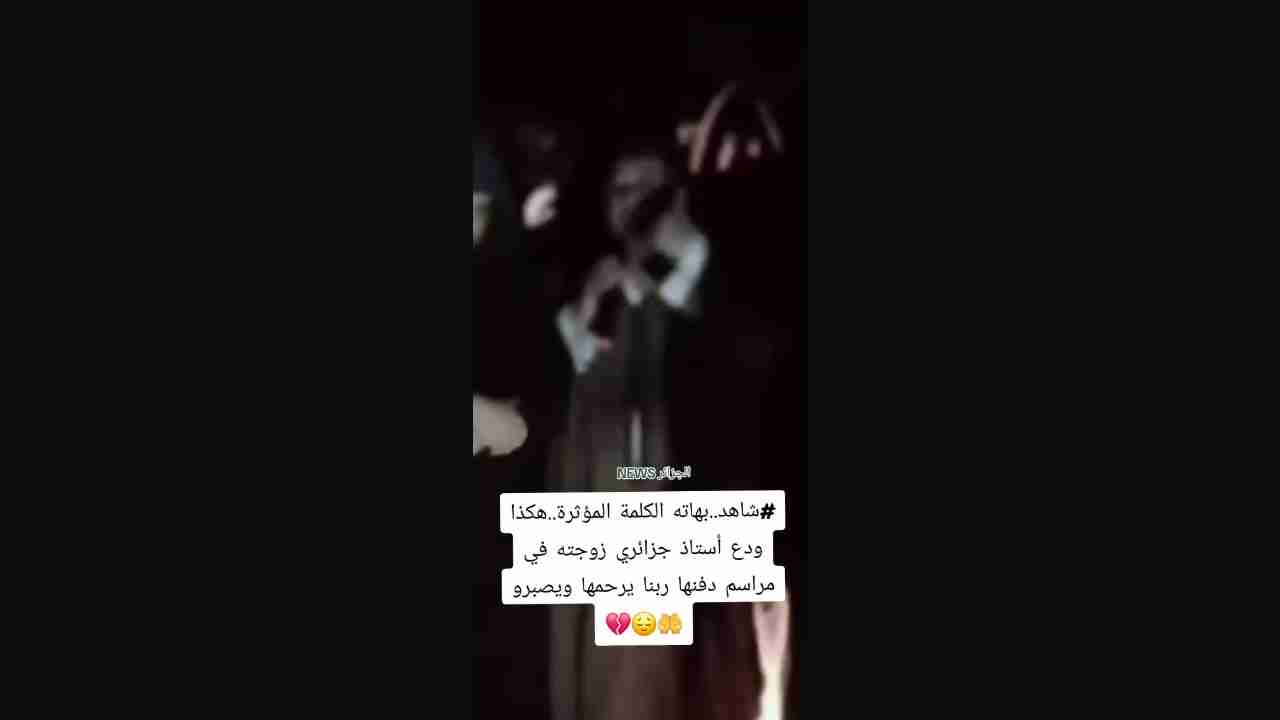 الجزائر NEWS
#شاهد..بهاته الكلمة المؤثرة..هكذا
ودع أستاذ جزائري زوجته في
مراسم دفنها ربنا يرحمها ويصبرو
💔😔🤲